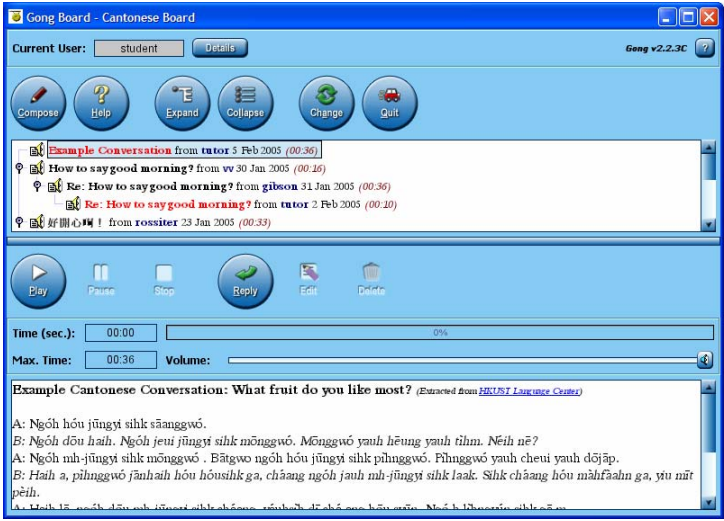 Gong Board - Cantonese Board
Current User: student Details Gong v2.2.3C ?
Compose Help Expand Collapse Change Quit
Example Conversation from tutor 5 Feb 2005 (00:36)
How to say good morning? from vv 30 Jan 2005 (00:16)
Re: How to say good morning? from gibson 31 Jan 2005 (00:36)
Re: How to say good morning? from tutor 2 Feb 2005 (00:10)
好開心啊！ from rossiter 23 Jan 2005 (00:33)
Play Pause Stop Reply Edit Delete
Time (sec.): 00:00 0%
Max. Time: 00:36 Volume:
Example Cantonese Conversation: What fruit do you like most? (Extracted from HKUST Language Center)
A: Ngóh hóu jūngyi sihk sāanggwó.
B: Ngóh dōu haih. Ngóh jeui jūngyi sihk mōnggwó. Mōnggwó yauh hēung yauh tìhm. Néih nē?
A: Ngóh mh-jūngyi sihk mōnggwó . Bātgwo ngóh hóu jūngyi sihk pìhnggwó. Pìhnggwó yauh cheui yauh dōjāp.
B: Haih a, pìhnggwó jānhaih hóu hóusihk ga, cháang ngóh jauh mh-jūngyi sihk laak. Sihk cháang hóu màhfàahn ga, yiu mīt
pèih.